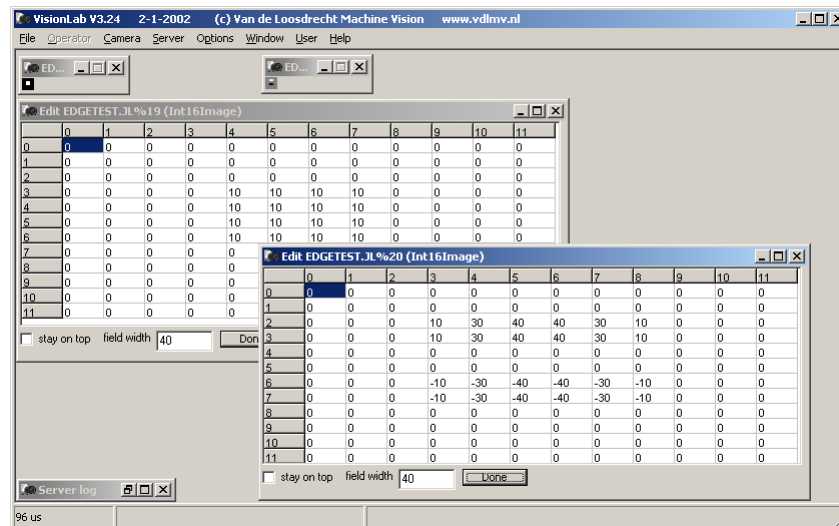 VisionLab V3.24 2-1-2002 (c) Van de Loosdrecht Machine Vision www.vdlmv.nl
File Operator Camera Server Options Window User Help
ED... ED...
Edit EDGETEST.JL%19 (Int16Image)
0 1 2 3 4 5 6 7 8 9 10 11
0 0 0 0 0 0 0 0 0 0 0 0 0
1 0 0 0 0 0 0 0 0 0 0 0 0
2 0 0 0 0 0 0 0 0 0 0 0 0
3 0 0 0 0 10 10 10 10 0 0 0 0
4 0 0 0 0 10 10 10 10 0 0 0 0
5 0 0 0 0 10 10 10 10 0 0 0 0
6 0 0 0 0 10 10 10 10 0 0 0 0
7 0 0 0 0 0
8 0 0 0 0 0
9 0 0 0 0 0
10 0 0 0 0 0
11 0 0 0 0 0
stay on top field width 40 Don
Edit EDGETEST.JL%20 (Int16Image)
0 1 2 3 4 5 6 7 8 9 10 11
0 0 0 0 0 0 0 0 0 0 0 0 0
1 0 0 0 0 0 0 0 0 0 0 0 0
2 0 0 0 10 30 40 40 30 10 0 0 0
3 0 0 0 10 30 40 40 30 10 0 0 0
4 0 0 0 0 0 0 0 0 0 0 0 0
5 0 0 0 0 0 0 0 0 0 0 0 0
6 0 0 0 -10 -30 -40 -40 -30 -10 0 0 0
7 0 0 0 -10 -30 -40 -40 -30 -10 0 0 0
8 0 0 0 0 0 0 0 0 0 0 0 0
9 0 0 0 0 0 0 0 0 0 0 0 0
10 0 0 0 0 0 0 0 0 0 0 0 0
11 0 0 0 0 0 0 0 0 0 0 0 0
stay on top field width 40 Done
Server log
96 us